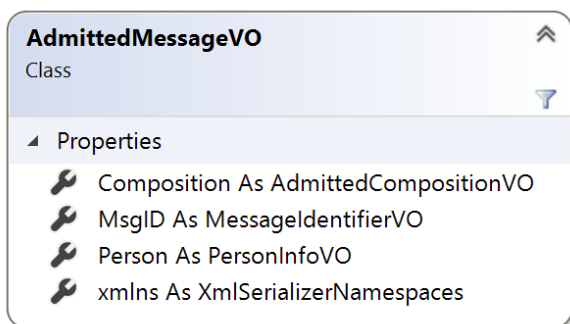 AdmittedMessageVO
Class
Properties
Composition As AdmittedCompositionVO
MsgID As MessageIdentifierVO
Person As PersonInfoVO
xmlns As XmlSerializerNamespaces